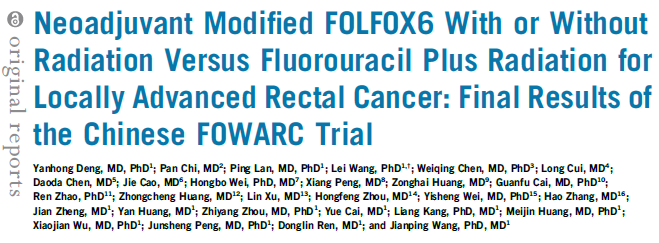 original reports
Neoadjuvant Modified FOLFOX6 With or Without
Radiation Versus Fluorouracil Plus Radiation for
Locally Advanced Rectal Cancer: Final Results of
the Chinese FOWARC Trial
Yanhong Deng, MD, PhD1; Pan Chi, MD2; Ping Lan, MD, PhD1; Lei Wang, PhD1,†; Weiqing Chen, MD, PhD3; Long Cui, MD4;
Daoda Chen, MD5; Jie Cao, MD6; Hongbo Wei, PhD, MD7; Xiang Peng, MD8; Zonghai Huang, MD9; Guanfu Cai, MD, PhD10;
Ren Zhao, PhD11; Zhongcheng Huang, MD12; Lin Xu, MD13; Hongfeng Zhou, MD14; Yisheng Wei, MD, PhD15; Hao Zhang, MD16;
Jian Zheng, MD1; Yan Huang, MD1; Zhiyang Zhou, MD, PhD1; Yue Cai, MD1; Liang Kang, PhD, MD1; Meijin Huang, MD, PhD1;
Xiaojian Wu, MD, PhD1; Junsheng Peng, MD, PhD1; Donglin Ren, MD1; and Jianping Wang, PhD, MD1